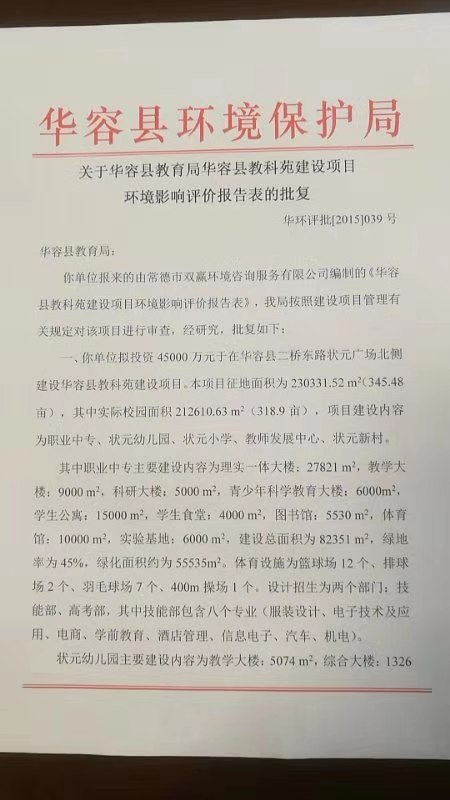 华容县环境保护局
关于华容县教育局华容县教科苑建设项目
环境影响评价报告表的批复
华环评批[2015]039 号
华容县教育局：
你单位报来的由常德市双赢环境咨询服务有限公司编制的《华容
县教科苑建设项目环境影响评价报告表》，我局按照建设项目管理有
关规定对该项目进行审查，经研究，批复如下：
一、你单位拟投资 45000 万元于在华容县二桥东路状元广场北侧
建设华容县教科苑建设项目。本项目征地面积为 230331.52 m²（345.48
亩），其中实际校园面积 212610.63 m²（318.9 亩），项目建设内容
为职业中专、状元幼儿园、状元小学、教师发展中心、状元新村。
其中职业中专主要建设内容为理实一体大楼：27821 m²，教学大
楼：9000 m²，科研大楼：5000 m²，青少年科学教育大楼：6000m²，
学生公寓：15000 m²，学生食堂：4000 m²，图书馆：5530 m²，体育
馆：10000 m²，实验基地：6000 m²，建设总面积为 82351 m²，绿地
率为 45%，绿化面积约为 55535m²。体育设施为篮球场 12 个、排球
场 2 个、羽毛球场 7 个、400m 操场 1 个。设计招生为两个部门：技
能部、高考部，其中技能部包含八个专业（服装设计、电子技术及应
用、电商、学前教育、酒店管理、信息电子、汽车、机电）。
状元幼儿园主要建设内容为教学大楼：5074 m²，综合大楼：1326